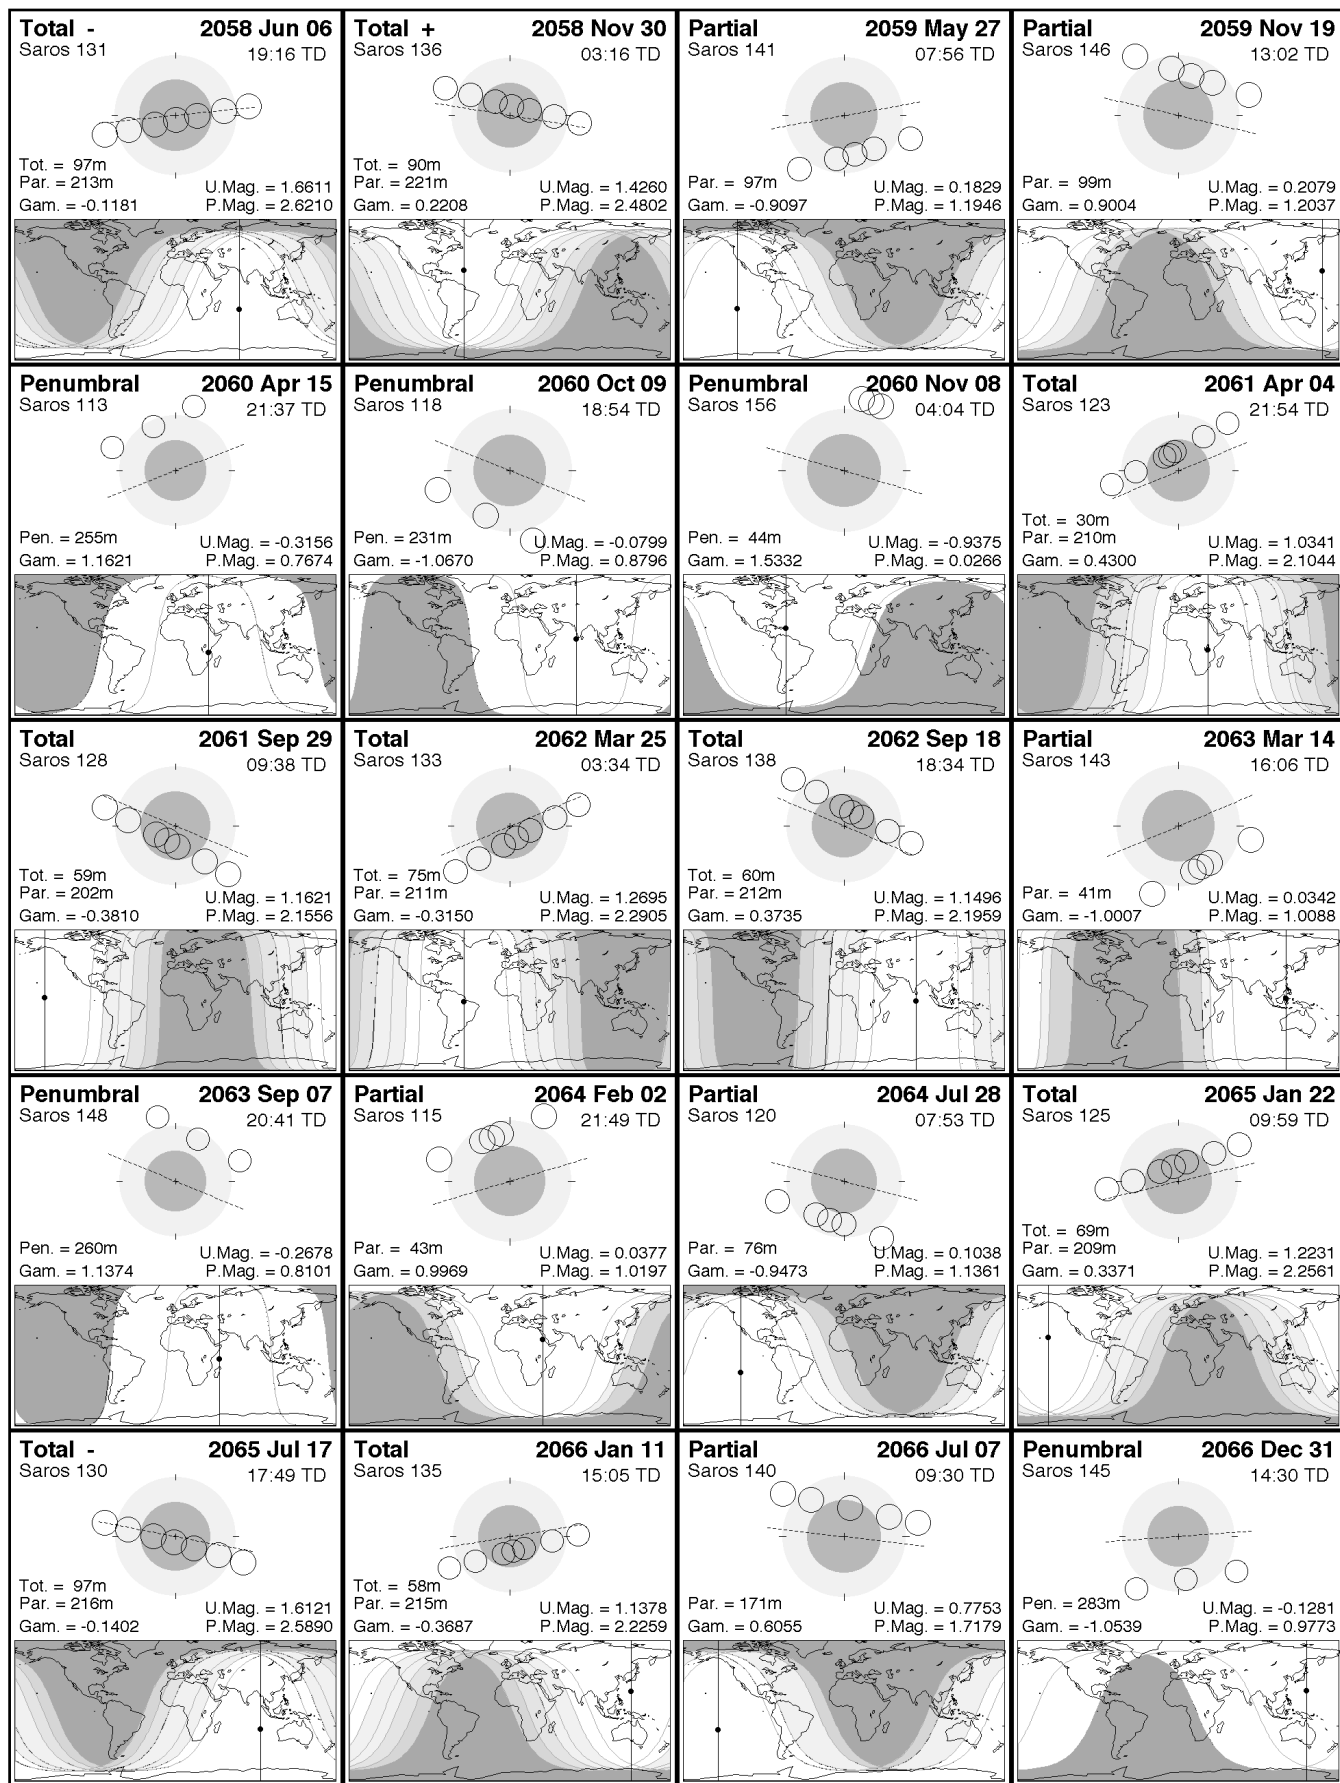 Total - 2058 Jun 06
Saros 131 19:16 TD
Tot. = 97m
Par. = 213m U.Mag. = 1.6611
Gam. = -0.1181 P.Mag. = 2.6210
Total + 2058 Nov 30
Saros 136 03:16 TD
Tot. = 90m
Par. = 221m U.Mag. = 1.4260
Gam. = 0.2208 P.Mag. = 2.4802
Partial 2059 May 27
Saros 141 07:56 TD
Par. = 97m U.Mag. = 0.1829
Gam. = -0.9097 P.Mag. = 1.1946
Partial 2059 Nov 19
Saros 146 13:02 TD
Par. = 99m U.Mag. = 0.2079
Gam. = 0.9004 P.Mag. = 1.2037
Penumbral 2060 Apr 15
Saros 113 21:37 TD
Pen. = 255m U.Mag. = -0.3156
Gam. = 1.1621 P.Mag. = 0.7674
Penumbral 2060 Oct 09
Saros 118 18:54 TD
Pen. = 231m U.Mag. = -0.0799
Gam. = -1.0670 P.Mag. = 0.8796
Penumbral 2060 Nov 08
Saros 156 04:04 TD
Pen. = 44m U.Mag. = -0.9375
Gam. = 1.5332 P.Mag. = 0.0266
Total 2061 Apr 04
Saros 123 21:54 TD
Tot. = 30m
Par. = 210m U.Mag. = 1.0341
Gam. = 0.4300 P.Mag. = 2.1044
Total 2061 Sep 29
Saros 128 09:38 TD
Tot. = 59m
Par. = 202m U.Mag. = 1.1621
Gam. = -0.3810 P.Mag. = 2.1556
Total 2062 Mar 25
Saros 133 03:34 TD
Tot. = 75m
Par. = 211m U.Mag. = 1.2695
Gam. = -0.3150 P.Mag. = 2.2905
Total 2062 Sep 18
Saros 138 18:34 TD
Tot. = 60m
Par. = 212m U.Mag. = 1.1496
Gam. = 0.3735 P.Mag. = 2.1959
Partial 2063 Mar 14
Saros 143 16:06 TD
Par. = 41m U.Mag. = 0.0342
Gam. = -1.0007 P.Mag. = 1.0088
Penumbral 2063 Sep 07
Saros 148 20:41 TD
Pen. = 260m U.Mag. = -0.2678
Gam. = 1.1374 P.Mag. = 0.8101
Partial 2064 Feb 02
Saros 115 21:49 TD
Par. = 43m U.Mag. = 0.0377
Gam. = 0.9969 P.Mag. = 1.0197
Partial 2064 Jul 28
Saros 120 07:53 TD
Par. = 76m U.Mag. = 0.1038
Gam. = -0.9473 P.Mag. = 1.1361
Total 2065 Jan 22
Saros 125 09:59 TD
Tot. = 69m
Par. = 209m U.Mag. = 1.2231
Gam. = 0.3371 P.Mag. = 2.2561
Total - 2065 Jul 17
Saros 130 17:49 TD
Tot. = 97m
Par. = 216m U.Mag. = 1.6121
Gam. = -0.1402 P.Mag. = 2.5890
Total 2066 Jan 11
Saros 135 15:05 TD
Tot. = 58m
Par. = 215m U.Mag. = 1.1378
Gam. = -0.3687 P.Mag. = 2.2259
Partial 2066 Jul 07
Saros 140 09:30 TD
Par. = 171m U.Mag. = 0.7753
Gam. = 0.6055 P.Mag. = 1.7179
Penumbral 2066 Dec 31
Saros 145 14:30 TD
Pen. = 283m U.Mag. = -0.1281
Gam. = -1.0539 P.Mag. = 0.9773